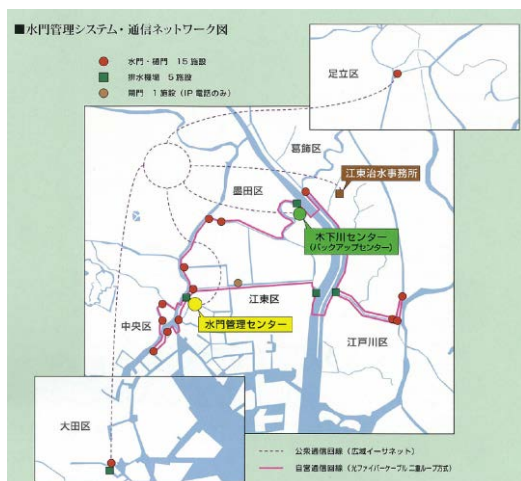 ■水門管理システム・通信ネットワーク図
水門・樋門 15施設
排水機場 5施設
閘門 1施設（IP電話のみ）
足立区
葛飾区
江東治水事務所
墨田区
木下川センター
(バックアップセンター)
江東区
中央区
水門管理センター
江戸川区
大田区
公衆通信回線（広域イーサネット）
自営通信回線（光ファイバーケーブル 二重ループ方式）